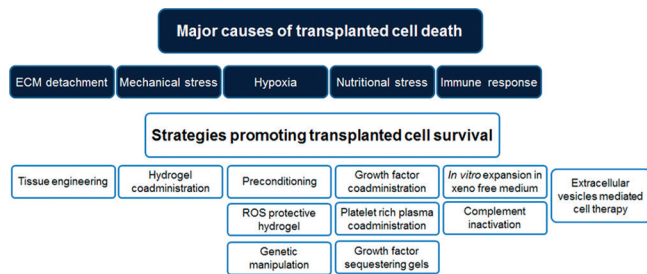 Major causes of transplanted cell death
ECM detachment
Mechanical stress
Hypoxia
Nutritional stress
Immune response
Strategies promoting transplanted cell survival
Tissue engineering
Hydrogel
coadministration
Preconditioning
Growth factor
coadministration
In vitro expansion in
xeno free medium
Extracellular
vesicles mediated
cell therapy
ROS protective
hydrogel
Platelet rich plasma
coadministration
Complement
inactivation
Genetic
manipulation
Growth factor
sequestering gels